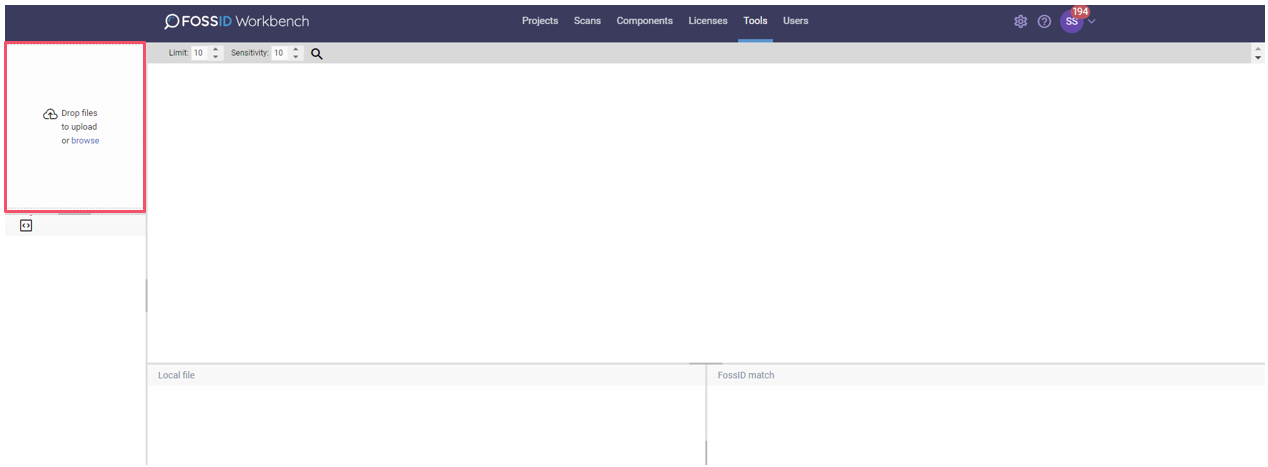 FOSSID Workbench
Projects Scans Components Licenses Tools Users
194
SS
Limit: 10 Sensitivity: 10
Drop files
to upload
or browse
Local file
FossID match